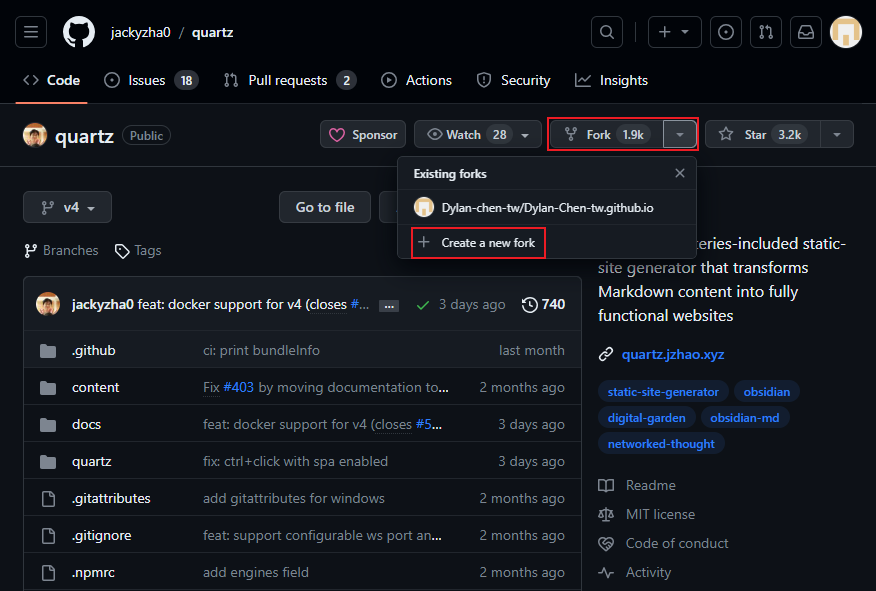 jackyzha0 / quartz
Code Issues 18 Pull requests 2 Actions Security Insights
quartz Public Sponsor Watch 28 Fork 1.9k Star 3.2k
Existing forks
Dylan-chen-tw/Dylan-Chen-tw.github.io
Create a new fork
v4 Go to file
Branches Tags
jackyzha0 feat: docker support for v4 (closes #... ... 3 days ago 740
.github ci: print bundleInfo last month
content Fix #403 by moving documentation to... 2 months ago
docs feat: docker support for v4 (closes #5... 3 days ago
quartz fix: ctrl+click with spa enabled 3 days ago
.gitattributes add gitattributes for windows 2 months ago
.gitignore feat: support configurable ws port an... 2 months ago
.npmrc add engines field 2 months ago
eries-included static-
site generator that transforms
Markdown content into fully
functional websites
quartz.jzhao.xyz
static-site-generator obsidian
digital-garden obsidian-md
networked-thought
Readme
MIT license
Code of conduct
Activity